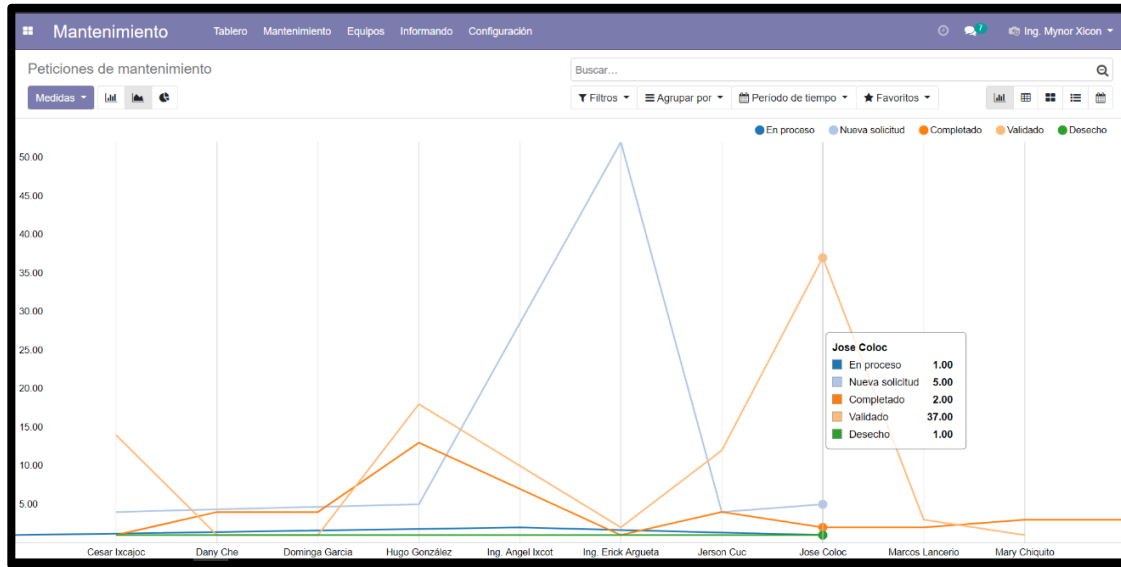 Mantenimiento Tablero Mantenimiento Equipos Informando Configuración 7 Ing. Mynor Xicon
Peticiones de mantenimiento Buscar...
Medidas Filtros Agrupar por Período de tiempo Favoritos
En proceso Nueva solicitud Completado Validado Desecho
50.00
45.00
40.00
35.00
30.00
25.00
20.00
15.00
10.00
5.00
Jose Coloc
En proceso 1.00
Nueva solicitud 5.00
Completado 2.00
Validado 37.00
Desecho 1.00
Cesar Ixcajoc Dany Che Dominga Garcia Hugo González Ing. Angel Ixcot Ing. Erick Argueta Jerson Cuc Jose Coloc Marcos Lancerio Mary Chiquito